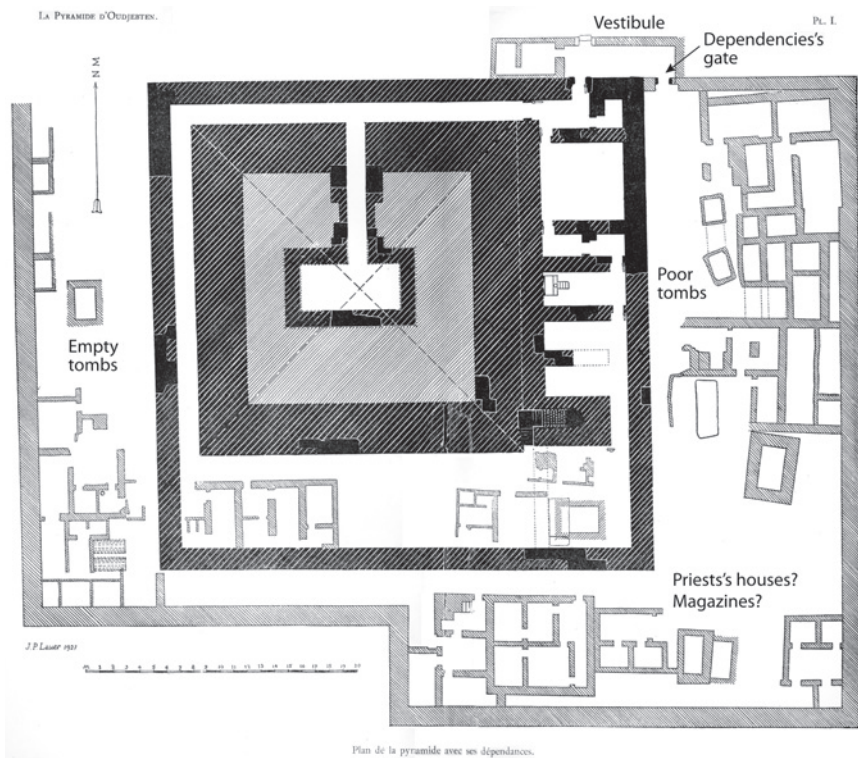 LA PYRAMIDE D'OUDJEBTEN.
PL. I.
Vestibule
Dependencies's
gate
N M
Poor
tombs
Empty
tombs
Priests's houses?
Magazines?
J.P. Lauer 1931
Plan de la pyramide avec ses dépendances.